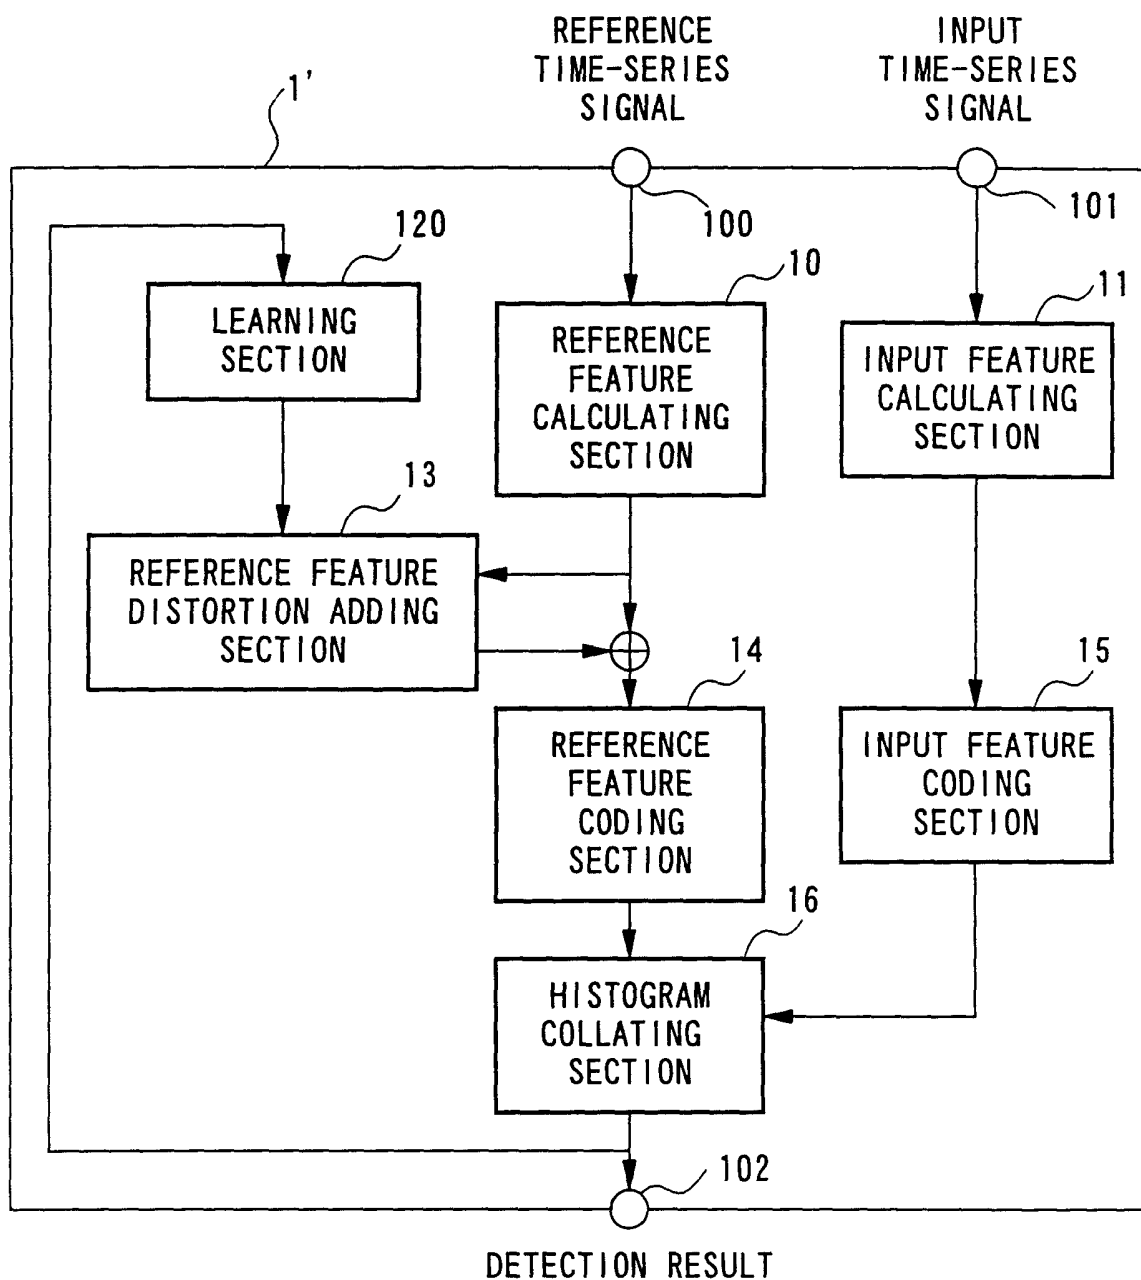 REFERENCE
TIME-SERIES
SIGNAL
INPUT
TIME-SERIES
SIGNAL
1'
100
101
120
LEARNING
SECTION
10
REFERENCE
FEATURE
CALCULATING
SECTION
11
INPUT FEATURE
CALCULATING
SECTION
13
REFERENCE FEATURE
DISTORTION ADDING
SECTION
14
REFERENCE
FEATURE
CODING
SECTION
15
INPUT FEATURE
CODING
SECTION
16
HISTOGRAM
COLLATING
SECTION
102
DETECTION RESULT